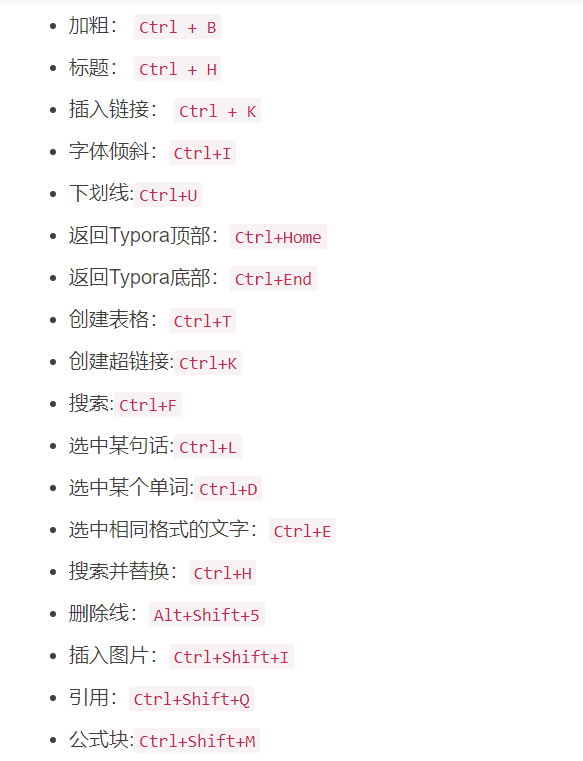 加粗： Ctrl + B
标题： Ctrl + H
插入链接： Ctrl + K
字体倾斜：Ctrl+I
下划线:Ctrl+U
返回Typora顶部：Ctrl+Home
返回Typora底部：Ctrl+End
创建表格：Ctrl+T
创建超链接:Ctrl+K
搜索:Ctrl+F
选中某句话:Ctrl+L
选中某个单词:Ctrl+D
选中相同格式的文字：Ctrl+E
搜索并替换：Ctrl+H
删除线：Alt+Shift+5
插入图片：Ctrl+Shift+I
引用：Ctrl+Shift+Q
公式块:Ctrl+Shift+M